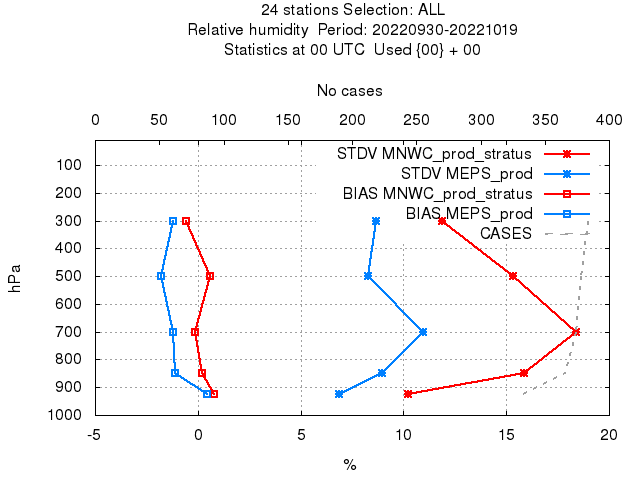 24 stations Selection: ALL
Relative humidity  Period: 20220930-20221019
Statistics at 00 UTC  Used {00} + 00
No cases
0 50 100 150 200 250 300 350 400
STDV MNWC_prod_stratus
STDV MEPS_prod
BIAS MNWC_prod_stratus
BIAS MEPS_prod
CASES
hPa
100
200
300
400
500
600
700
800
900
1000
-5 0 5 10 15 20
%